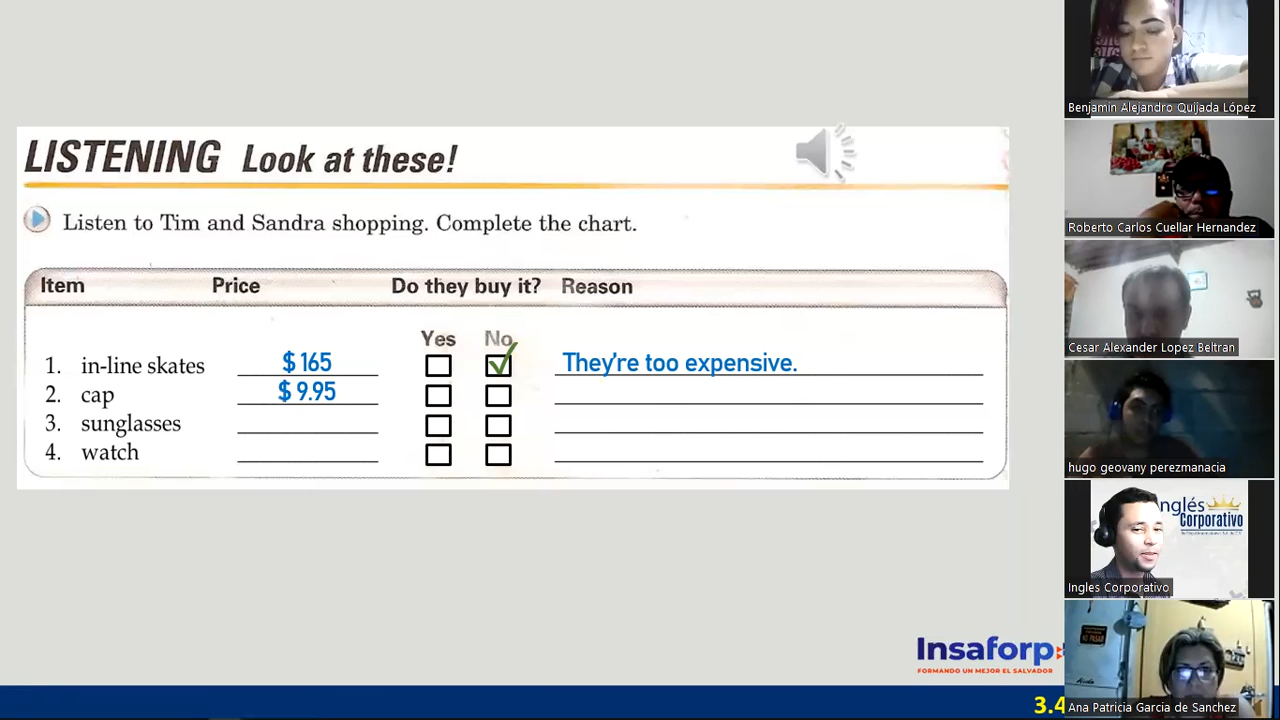 LISTENING Look at these!
Listen to Tim and Sandra shopping. Complete the chart.
Item Price Do they buy it? Reason
Yes No
1. in-line skates $ 165 They're too expensive.
2. cap $ 9.95
3. sunglasses
4. watch
Insaforp
FORMANDO UN MEJOR EL SALVADOR
3.4
Benjamin Alejandro Quijada López
Roberto Carlos Cuellar Hernandez
Cesar Alexander Lopez Beltran
hugo geovany perezmanacia
Inglés
Corporativo
Ingles Corporativo
NO PASAR
Ana Patricia Garcia de Sanchez